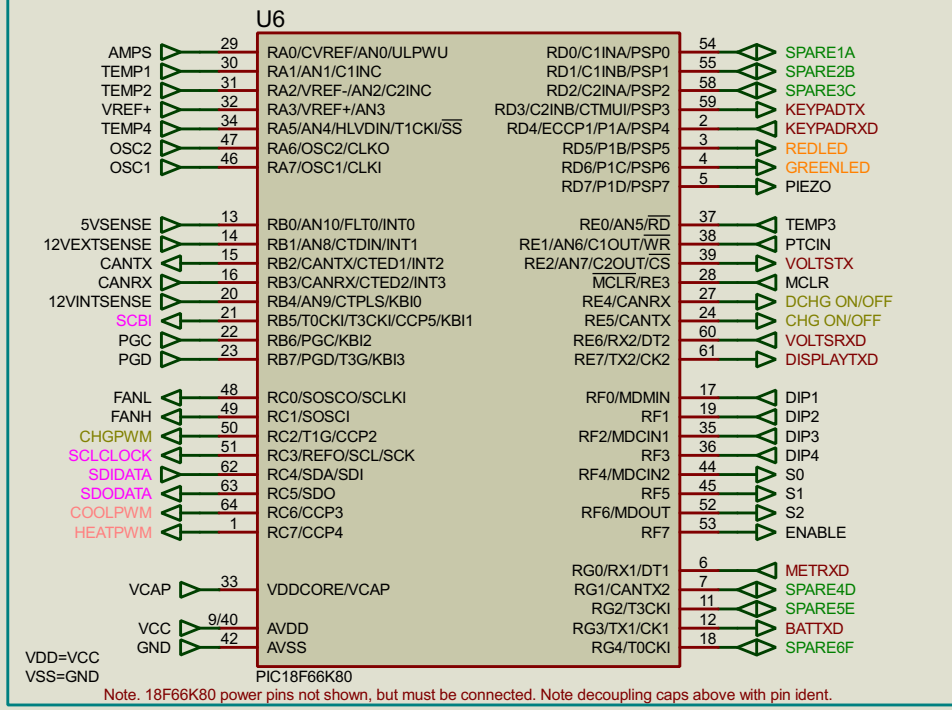 U6
AMPS 29 RA0/CVREF/AN0/ULPWU RD0/C1INA/PSP0 54 SPARE1A
TEMP1 30 RA1/AN1/C1INC RD1/C1INB/PSP1 55 SPARE2B
TEMP2 31 RA2/VREF-/AN2/C2INC RD2/C2INA/PSP2 58 SPARE3C
VREF+ 32 RA3/VREF+/AN3 RD3/C2INB/CTMUI/PSP3 59 KEYPADTX
TEMP4 34 RA5/AN4/HLVDIN/T1CKI/SS RD4/ECCP1/P1A/PSP4 2 KEYPADRXD
OSC2 47 RA6/OSC2/CLKO RD5/P1B/PSP5 3 REDLED
OSC1 46 RA7/OSC1/CLKI RD6/P1C/PSP6 4 GREENLED
RD7/P1D/PSP7 5 PIEZO
5VSENSE 13 RB0/AN10/FLT0/INT0 RE0/AN5/RD 37 TEMP3
12VEXTSENSE 14 RB1/AN8/CTDIN/INT1 RE1/AN6/C1OUT/WR 38 PTCIN
CANTX 15 RB2/CANTX/CTED1/INT2 RE2/AN7/C2OUT/CS 39 VOLTSTX
CANRX 16 RB3/CANRX/CTED2/INT3 MCLR/RE3 28 MCLR
12VINTSENSE 20 RB4/AN9/CTPLS/KBI0 RE4/CANRX 27 DCHG ON/OFF
SCBI 21 RB5/T0CKI/T3CKI/CCP5/KBI1 RE5/CANTX 24 CHG ON/OFF
PGC 22 RB6/PGC/KBI2 RE6/RX2/DT2 60 VOLTSRXD
PGD 23 RB7/PGD/T3G/KBI3 RE7/TX2/CK2 61 DISPLAYTXD
FANL 48 RC0/SOSCO/SCLKI RF0/MDMIN 17 DIP1
FANH 49 RC1/SOSCI RF1 19 DIP2
CHGPWM 50 RC2/T1G/CCP2 RF2/MDCIN1 35 DIP3
SCLCLOCK 51 RC3/REFO/SCL/SCK RF3 36 DIP4
SDIDATA 62 RC4/SDA/SDI RF4/MDCIN2 44 S0
SDODATA 63 RC5/SDO RF5 45 S1
COOLPWM 64 RC6/CCP3 RF6/MDOUT 52 S2
HEATPWM 1 RC7/CCP4 RF7 53 ENABLE
RG0/RX1/DT1 6 METRXD
VCAP 33 VDDCORE/VCAP RG1/CANTX2 7 SPARE4D
RG2/T3CKI 11 SPARE5E
VCC 9/40 AVDD RG3/TX1/CK1 12 BATTXD
GND 42 AVSS RG4/T0CKI 18 SPARE6F
VDD=VCC
VSS=GND
PIC18F66K80
Note. 18F66K80 power pins not shown, but must be connected. Note decoupling caps above with pin ident.